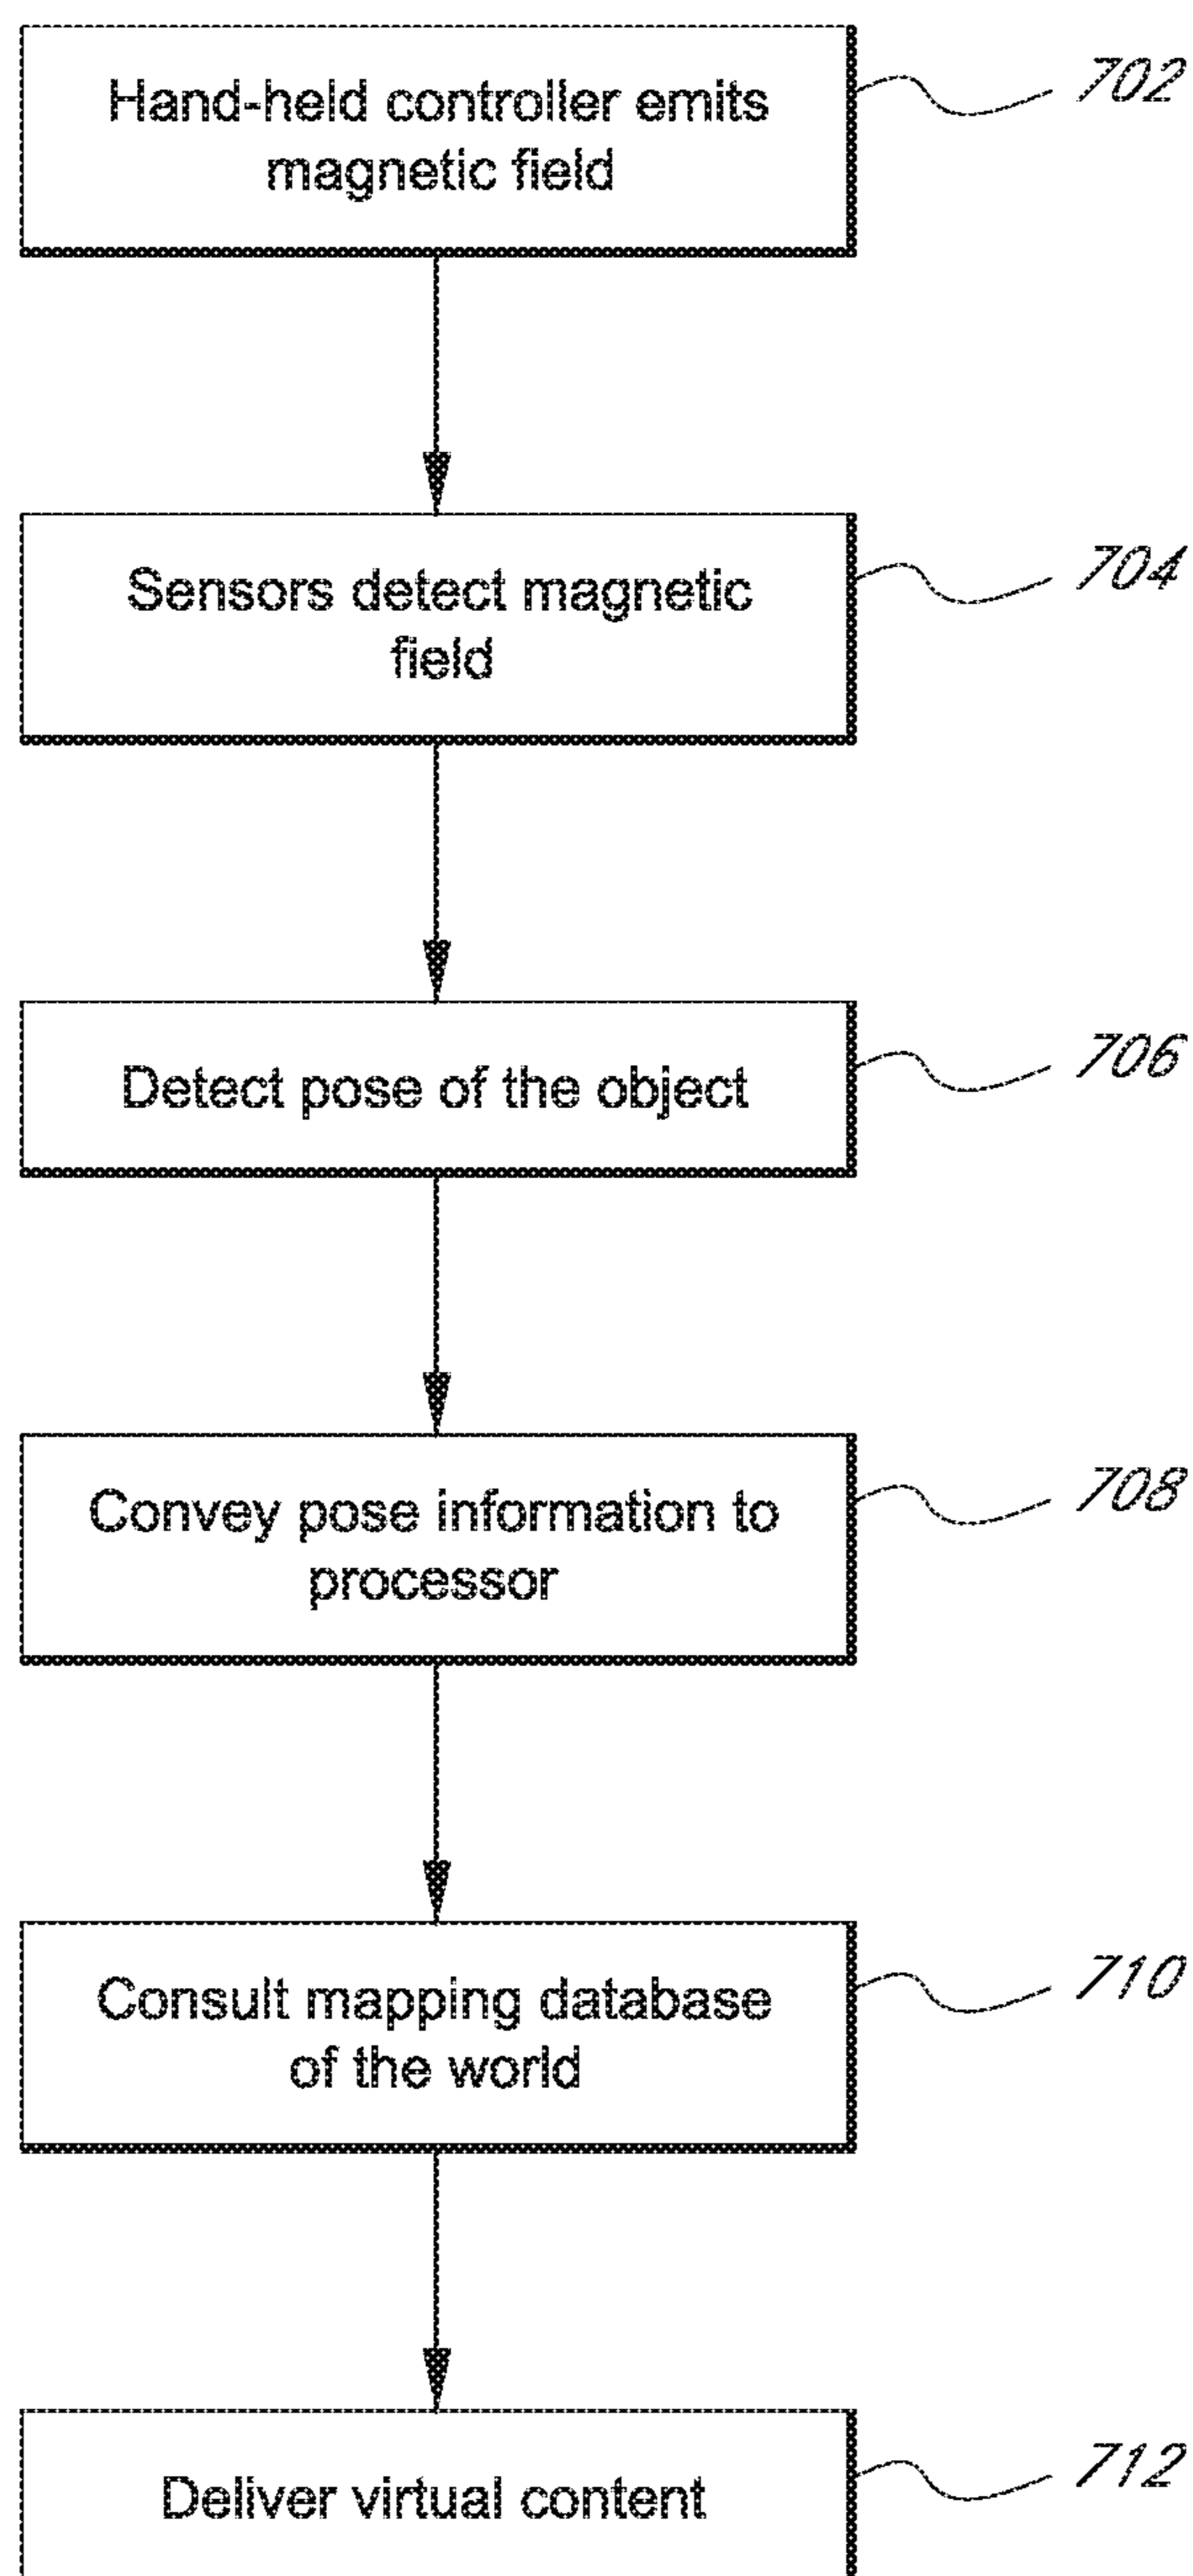 Hand-held controller emits
magnetic field
702
Sensors detect magnetic
field
704
Detect pose of the object
706
Convey pose information to
processor
708
Consult mapping database
of the world
710
Deliver virtual content
712